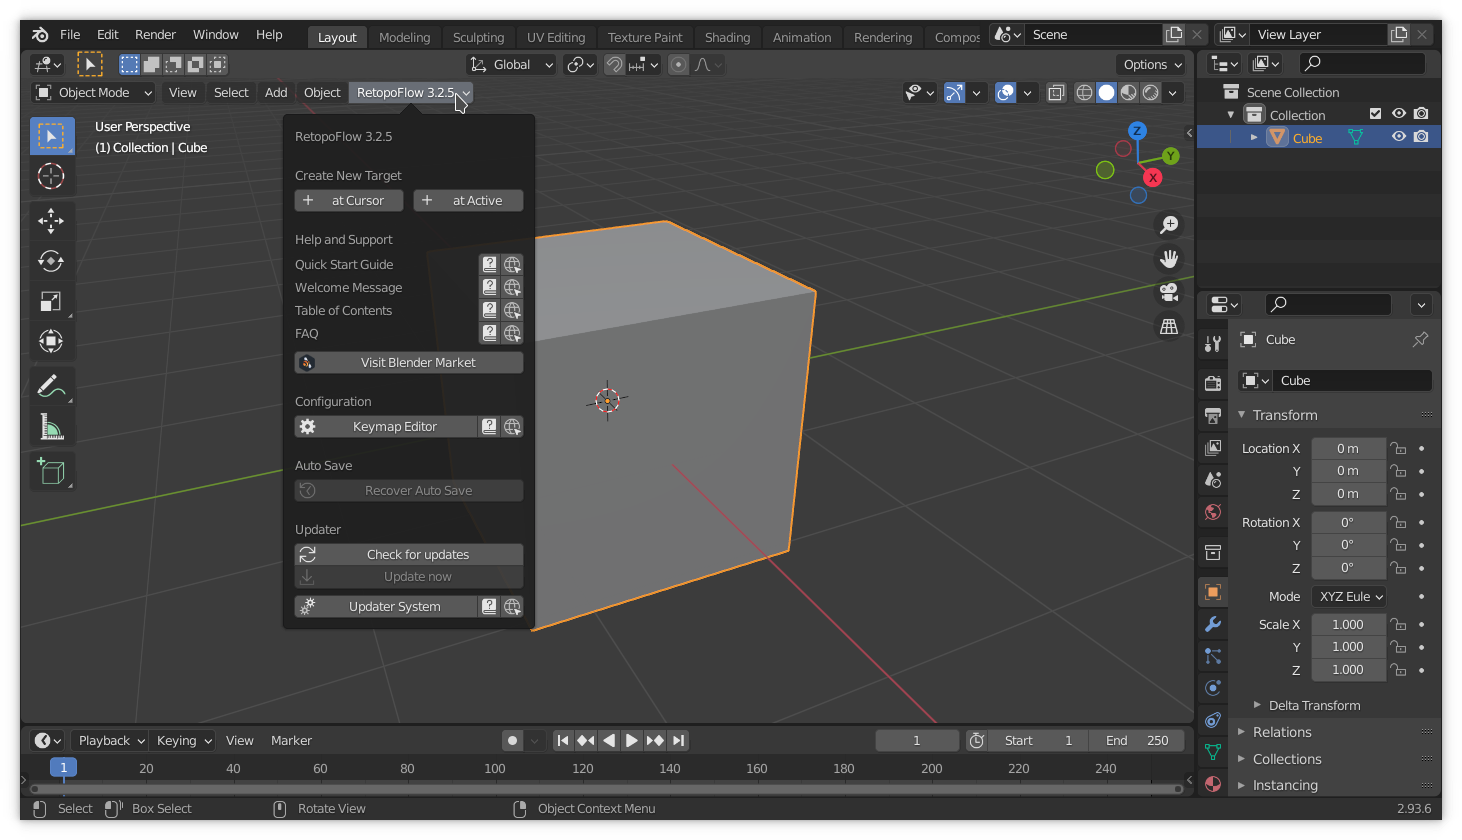 File Edit Render Window Help
Layout Modeling Sculpting UV Editing Texture Paint Shading Animation Rendering Compos
Scene
View Layer
Global
Options
Object Mode View Select Add Object RetopoFlow 3.2.5
User Perspective
(1) Collection | Cube
RetopoFlow 3.2.5
Create New Target
at Cursor at Active
Help and Support
Quick Start Guide
Welcome Message
Table of Contents
FAQ
Visit Blender Market
Configuration
Keymap Editor
Auto Save
Recover Auto Save
Updater
Check for updates
Update now
Updater System
Z
Y
X
Scene Collection
Collection
Cube
Cube
Cube
Transform
Location X 0 m
Y 0 m
Z 0 m
Rotation X 0°
Y 0°
Z 0°
Mode XYZ Eule
Scale X 1.000
Y 1.000
Z 1.000
Delta Transform
Relations
Collections
Instancing
Playback Keying View Marker
1
Start 1
End 250
1 20 40 60 80 100 120 140 160 180 200 220 240
Select Box Select Rotate View Object Context Menu
2.93.6